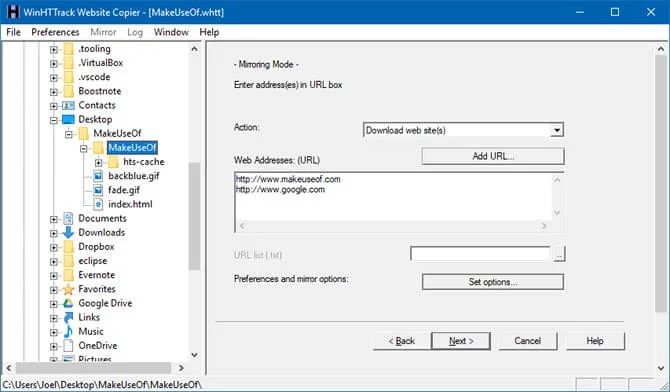 WinHTTrack Website Copier - [MakeUseOf.whtt]
File Preferences Mirror Log Window Help
.tooling
.VirtualBox
.vscode
Boostnote
Contacts
Desktop
MakeUseOf
MakeUseOf
hts-cache
backblue.gif
fade.gif
index.html
Documents
Downloads
Dropbox
eclipse
Evernote
Favorites
Google Drive
Links
Music
OneDrive
Pictures
- Mirroring Mode -
Enter address(es) in URL box
Action: Download web site(s)
Web Addresses: (URL) Add URL...
http://www.makeuseof.com
http://www.google.com
URL list (.txt) ..
Preferences and mirror options: Set options...
< Back Next > Cancel Help
C:\Users\Joel\Desktop\MakeUseOf\MakeUseOf\